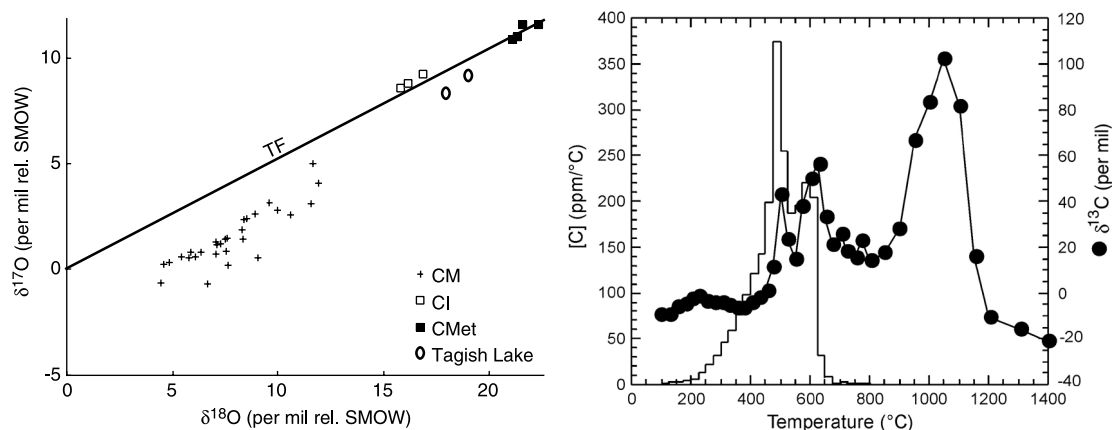 10
5
0
-5
δ¹⁷O (per mil rel. SMOW)
TF
+ CM
□ CI
■ CMet
O Tagish Lake
0 5 10 15 20
δ¹⁸O (per mil rel. SMOW)
400
350
300
250
200
150
100
50
0
[C] (ppm/°C)
0 200 400 600 800 1000 1200 1400
Temperature (°C)
120
100
80
60
40
20
0
-20
-40
● δ¹³C (per mil)